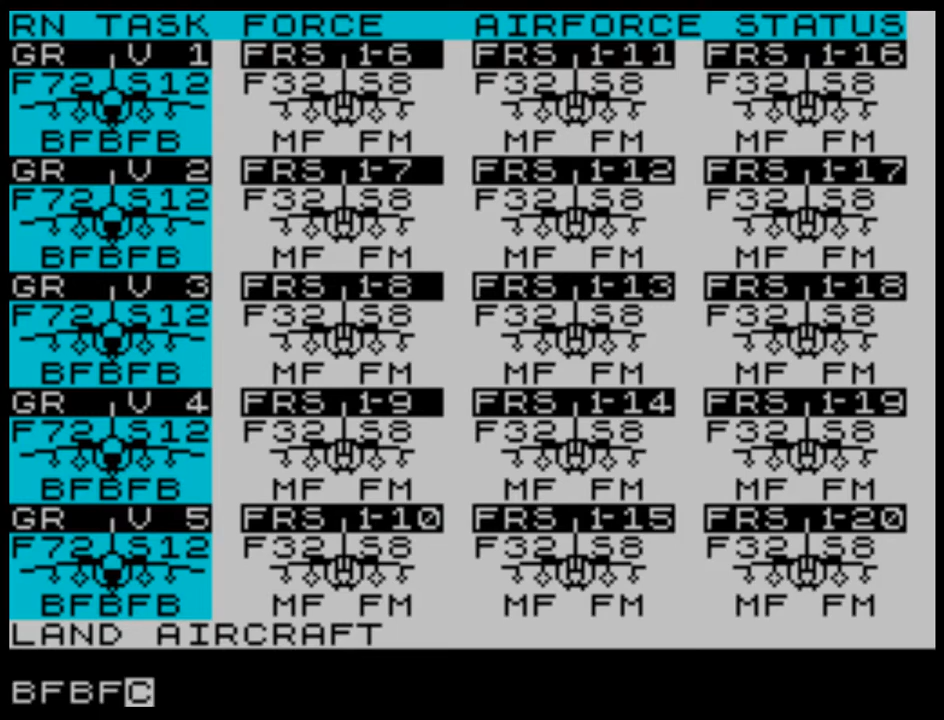 RN TASK FORCE AIRFORCE STATUS
GR V 1 FRS 1-6 FRS 1-11 FRS 1-16
F72 S12 F32 S8 F32 S8 F32 S8
BFBFB MF FM MF FM MF FM
GR V 2 FRS 1-7 FRS 1-12 FRS 1-17
F72 S12 F32 S8 F32 S8 F32 S8
BFBFB MF FM MF FM MF FM
GR V 3 FRS 1-8 FRS 1-13 FRS 1-18
F72 S12 F32 S8 F32 S8 F32 S8
BFBFB MF FM MF FM MF FM
GR V 4 FRS 1-9 FRS 1-14 FRS 1-19
F72 S12 F32 S8 F32 S8 F32 S8
BFBFB MF FM MF FM MF FM
GR V 5 FRS 1-10 FRS 1-15 FRS 1-20
F72 S12 F32 S8 F32 S8 F32 S8
BFBFB MF FM MF FM MF FM
LAND AIRCRAFT
BFBFC